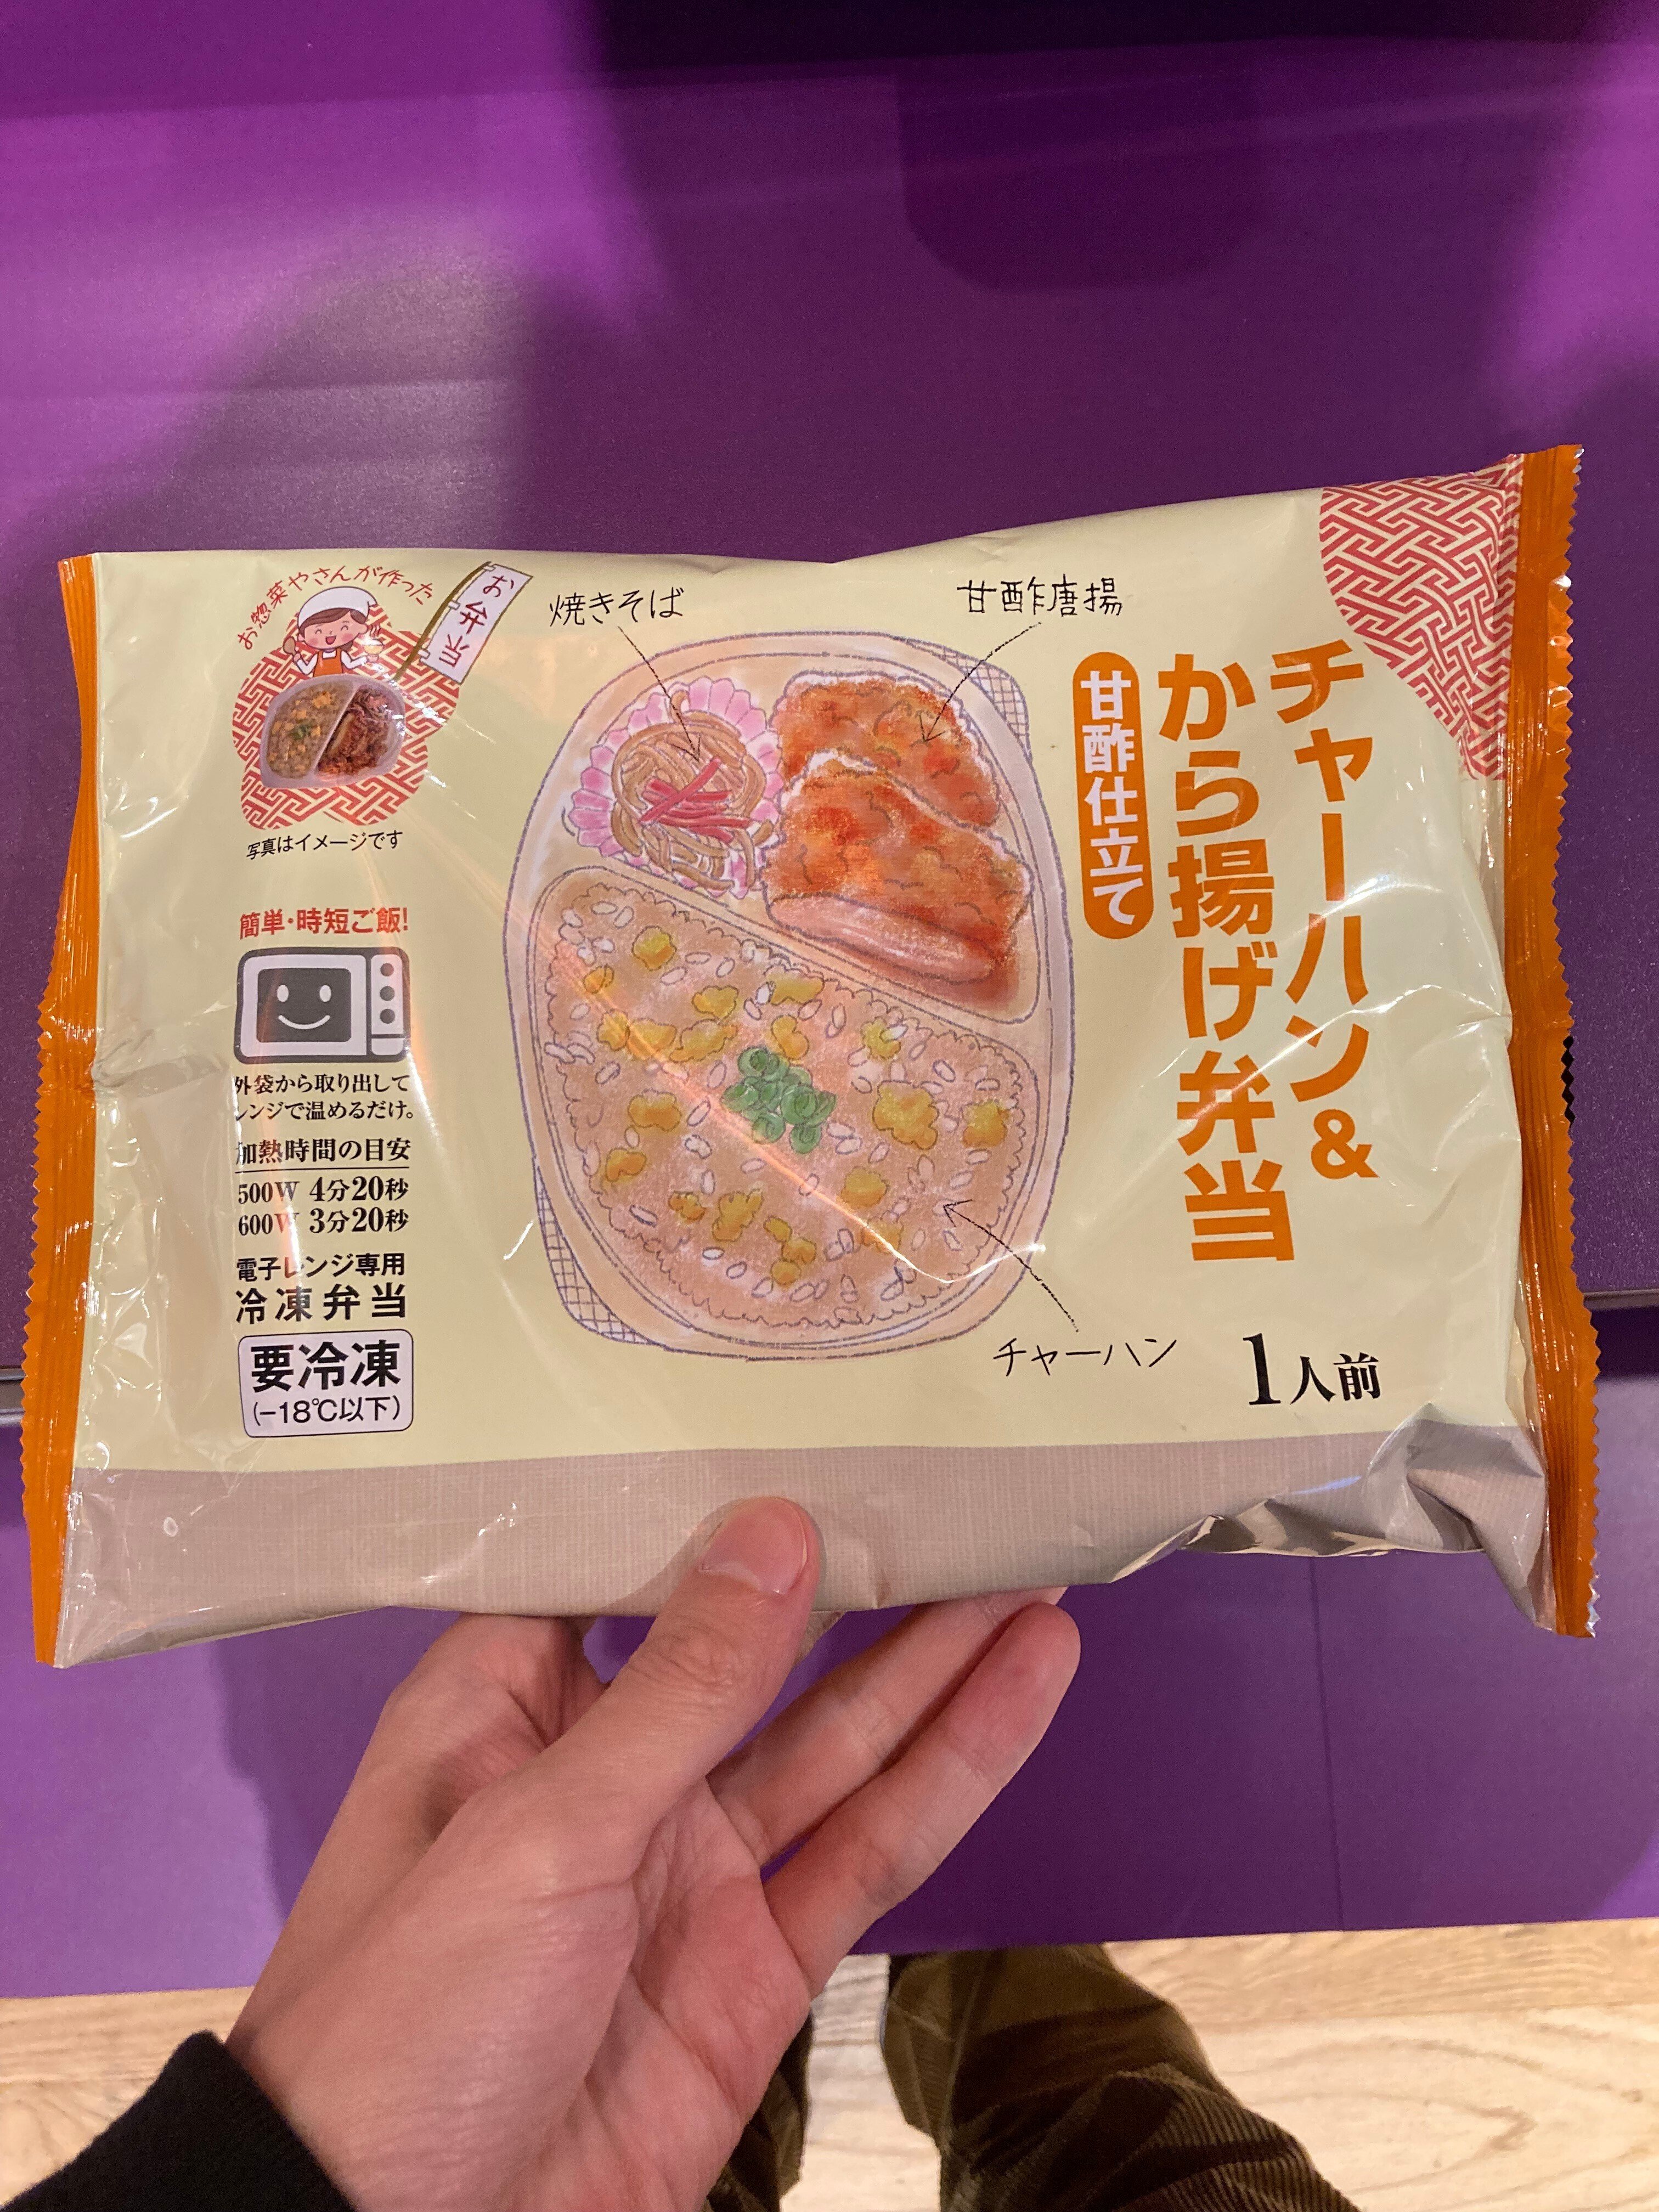 お惣菜やさんが作った
お弁当
写真はイメージです
簡単・時短ご飯!
外袋から取り出して
レンジで温めるだけ。
加熱時間の目安
500W 4分20秒
600W 3分20秒
電子レンジ専用
冷凍弁当
要冷凍
(-18℃以下)
焼きそば
甘酢唐揚
チャーハン
チャーハン&
から揚げ弁当
甘酢仕立て
1人前